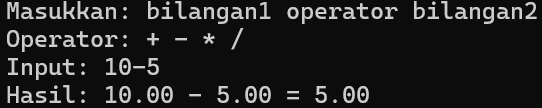 Masukkan: bilangan1 operator bilangan2
Operator: + - * /
Input: 10-5
Hasil: 10.00 - 5.00 = 5.00